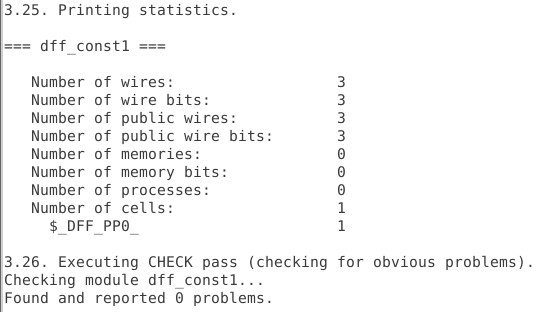 3.25. Printing statistics.

=== dff_const1 ===

   Number of wires:                  3
   Number of wire bits:              3
   Number of public wires:           3
   Number of public wire bits:       3
   Number of memories:               0
   Number of memory bits:            0
   Number of processes:              0
   Number of cells:                  1
     $_DFF_PP0_                      1

3.26. Executing CHECK pass (checking for obvious problems).
Checking module dff_const1...
Found and reported 0 problems.